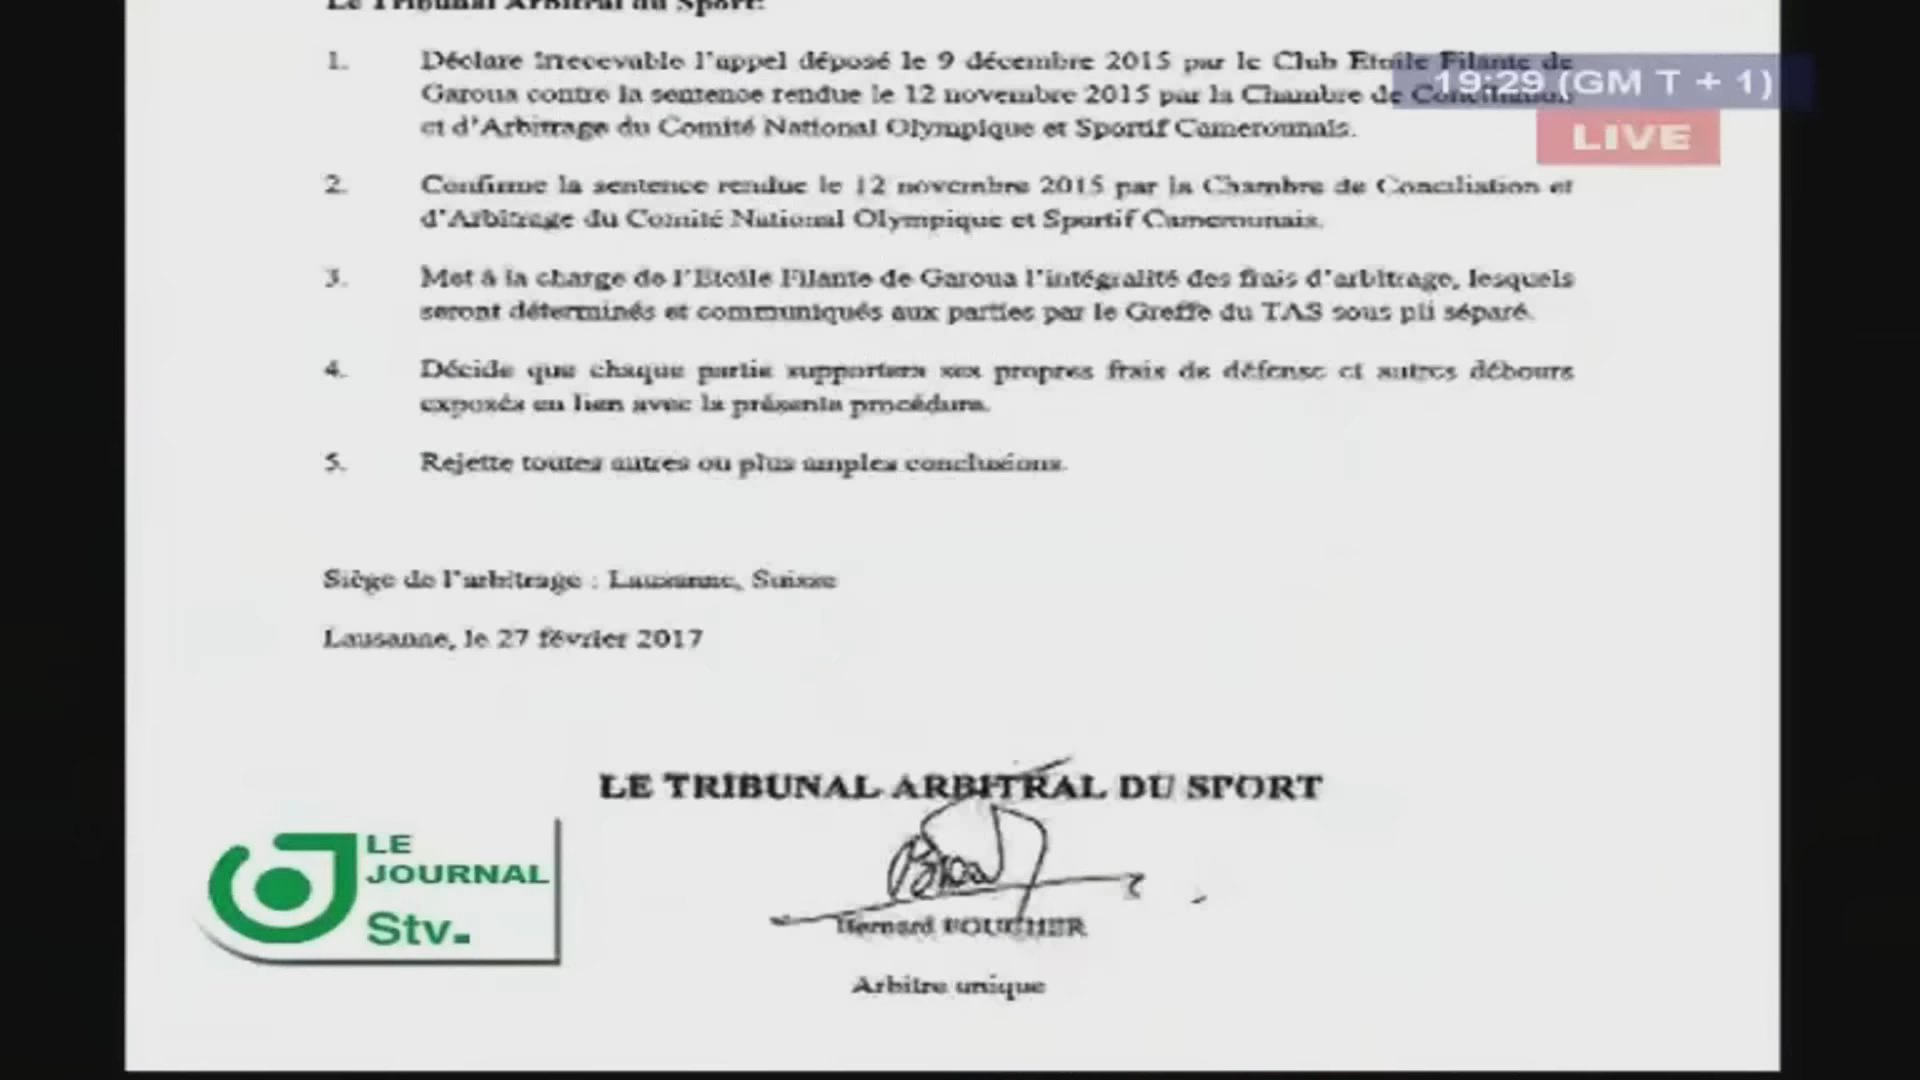 Le Tribunal Arbitral du Sport:
1. Déclare irrecevable l'appel déposé le 9 décembre 2015 par le Club Etoile Filante de
Garoua contre la sentence rendue le 12 novembre 2015 par la Chambre de Conciliation
et d'Arbitrage du Comité National Olympique et Sportif Camerounais.
19:29 (GMT + 1)
LIVE
2. Confirme la sentence rendue le 12 novembre 2015 par la Chambre de Conciliation et
d'Arbitrage du Comité National Olympique et Sportif Camerounais.
3. Met à la charge de l'Etoile Filante de Garoua l'intégralité des frais d'arbitrage, lesquels
seront déterminés et communiqués aux parties par le Greffe du TAS sous pli séparé.
4. Décide que chaque partie supportera ses propres frais de défense et autres débours
exposés en lien avec la présente procédure.
5. Rejette toutes autres ou plus amples conclusions.
Siège de l'arbitrage : Lausanne, Suisse
Lausanne, le 27 février 2017
LE TRIBUNAL ARBITRAL DU SPORT
LE
JOURNAL
Stv.
Bernard FOUCHER
Arbitre unique